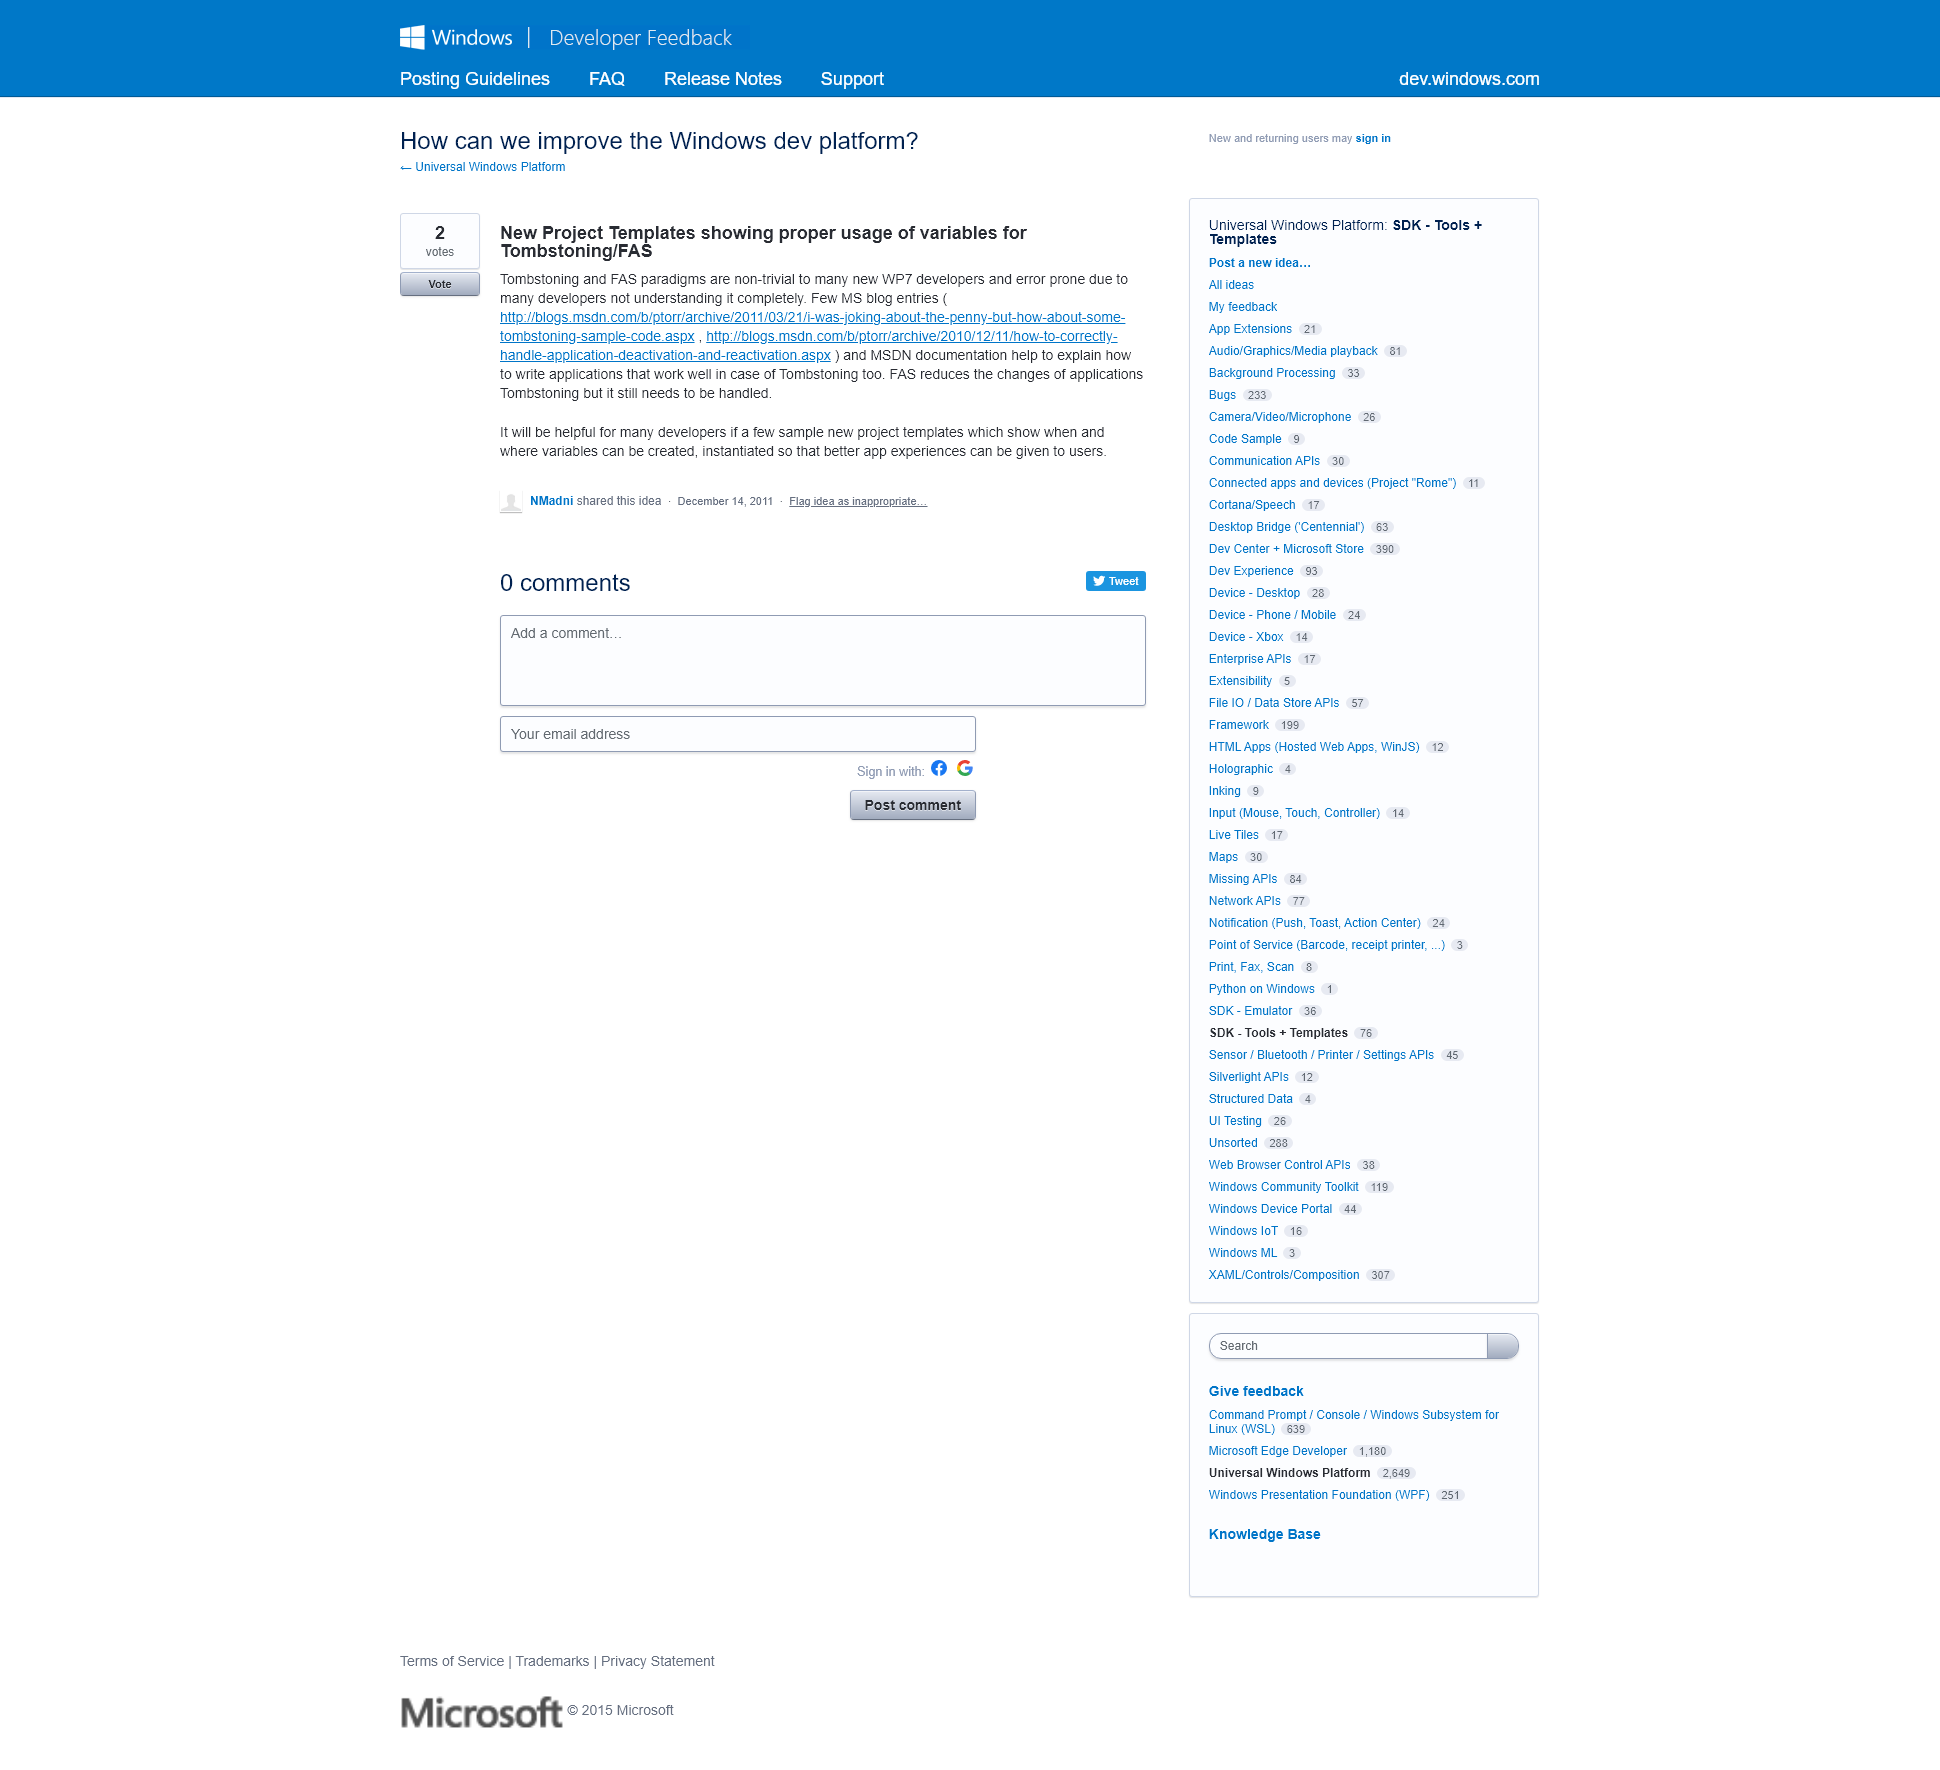 Windows | Developer Feedback
Posting Guidelines FAQ Release Notes Support dev.windows.com
How can we improve the Windows dev platform?
← Universal Windows Platform
New and returning users may sign in
2
votes
Vote
New Project Templates showing proper usage of variables for
Tombstoning/FAS
Tombstoning and FAS paradigms are non-trivial to many new WP7 developers and error prone due to
many developers not understanding it completely. Few MS blog entries (
http://blogs.msdn.com/b/ptorr/archive/2011/03/21/i-was-joking-about-the-penny-but-how-about-some-
tombstoning-sample-code.aspx , http://blogs.msdn.com/b/ptorr/archive/2010/12/11/how-to-correctly-
handle-application-deactivation-and-reactivation.aspx ) and MSDN documentation help to explain how
to write applications that work well in case of Tombstoning too. FAS reduces the changes of applications
Tombstoning but it still needs to be handled.
It will be helpful for many developers if a few sample new project templates which show when and
where variables can be created, instantiated so that better app experiences can be given to users.
NMadni shared this idea · December 14, 2011 · Flag idea as inappropriate…
0 comments
Tweet
Add a comment…
Your email address
Sign in with:
Post comment
Universal Windows Platform: SDK - Tools +
Templates
Post a new idea…
All ideas
My feedback
App Extensions 21
Audio/Graphics/Media playback 81
Background Processing 33
Bugs 233
Camera/Video/Microphone 26
Code Sample 9
Communication APIs 30
Connected apps and devices (Project "Rome") 11
Cortana/Speech 17
Desktop Bridge ('Centennial') 63
Dev Center + Microsoft Store 390
Dev Experience 93
Device - Desktop 28
Device - Phone / Mobile 24
Device - Xbox 14
Enterprise APIs 17
Extensibility 5
File IO / Data Store APIs 57
Framework 199
HTML Apps (Hosted Web Apps, WinJS) 12
Holographic 4
Inking 9
Input (Mouse, Touch, Controller) 14
Live Tiles 17
Maps 30
Missing APIs 84
Network APIs 77
Notification (Push, Toast, Action Center) 24
Point of Service (Barcode, receipt printer, ...) 3
Print, Fax, Scan 8
Python on Windows 1
SDK - Emulator 36
SDK - Tools + Templates 76
Sensor / Bluetooth / Printer / Settings APIs 45
Silverlight APIs 12
Structured Data 4
UI Testing 26
Unsorted 288
Web Browser Control APIs 38
Windows Community Toolkit 119
Windows Device Portal 44
Windows IoT 16
Windows ML 3
XAML/Controls/Composition 307
Search
Give feedback
Command Prompt / Console / Windows Subsystem for
Linux (WSL) 639
Microsoft Edge Developer 1,180
Universal Windows Platform 2,649
Windows Presentation Foundation (WPF) 251
Knowledge Base
Terms of Service | Trademarks | Privacy Statement
Microsoft © 2015 Microsoft